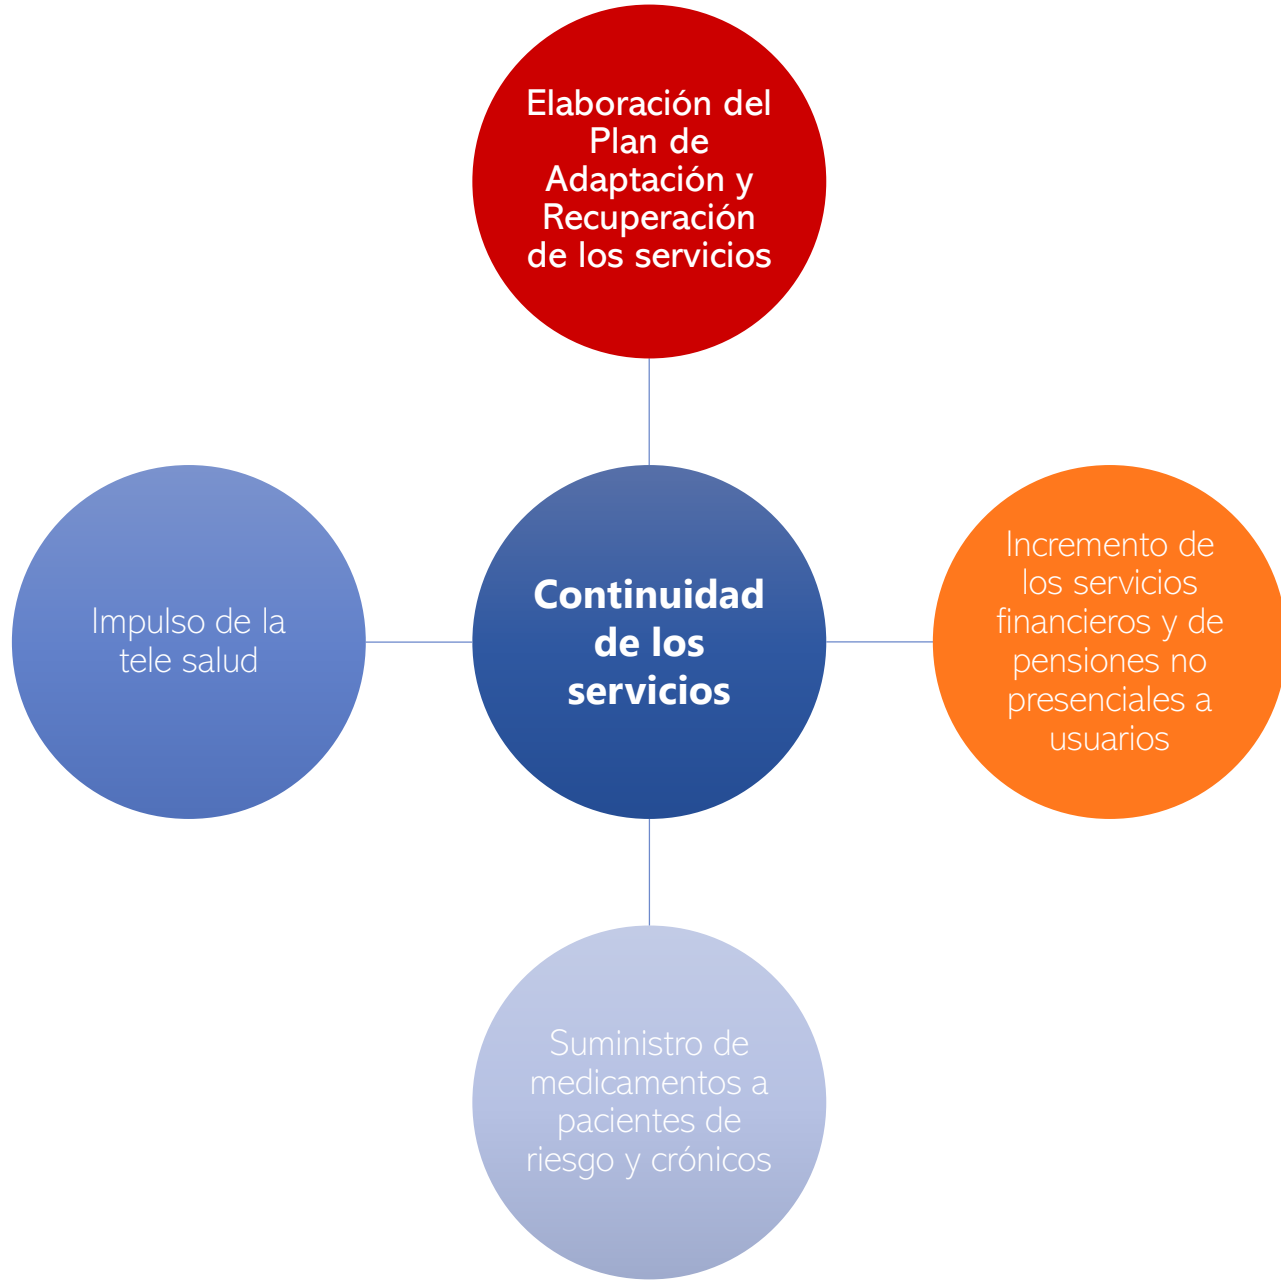 Elaboración del
Plan de
Adaptación y
Recuperación
de los servicios
Impulso de la
tele salud
Continuidad
de los
servicios
Incremento de
los servicios
financieros y de
pensiones no
presenciales a
usuarios
Suministro de
medicamentos a
pacientes de
riesgo y crónicos